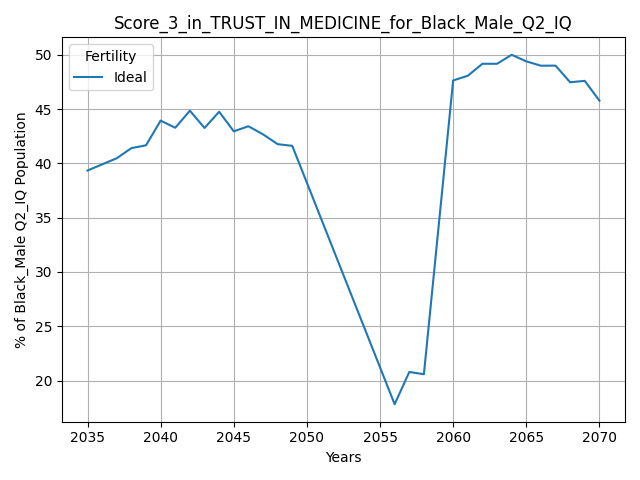 Score_3_in_TRUST_IN_MEDICINE_for_Black_Male_Q2_IQ
Fertility
Ideal
% of Black_Male Q2_IQ Population
50
45
40
35
30
25
20
2035 2040 2045 2050 2055 2060 2065 2070
Years